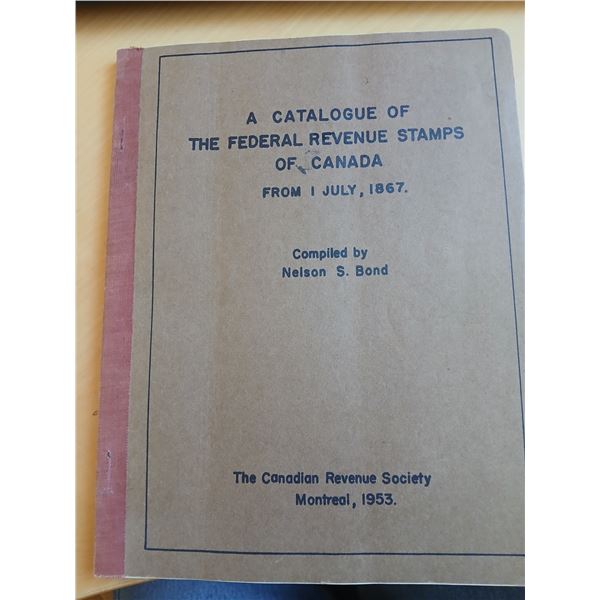 A CATALOGUE OF
THE FEDERAL REVENUE STAMPS
OF CANADA
FROM 1 JULY, 1867.
Compiled by
Nelson S. Bond
The Canadian Revenue Society
Montreal, 1953.